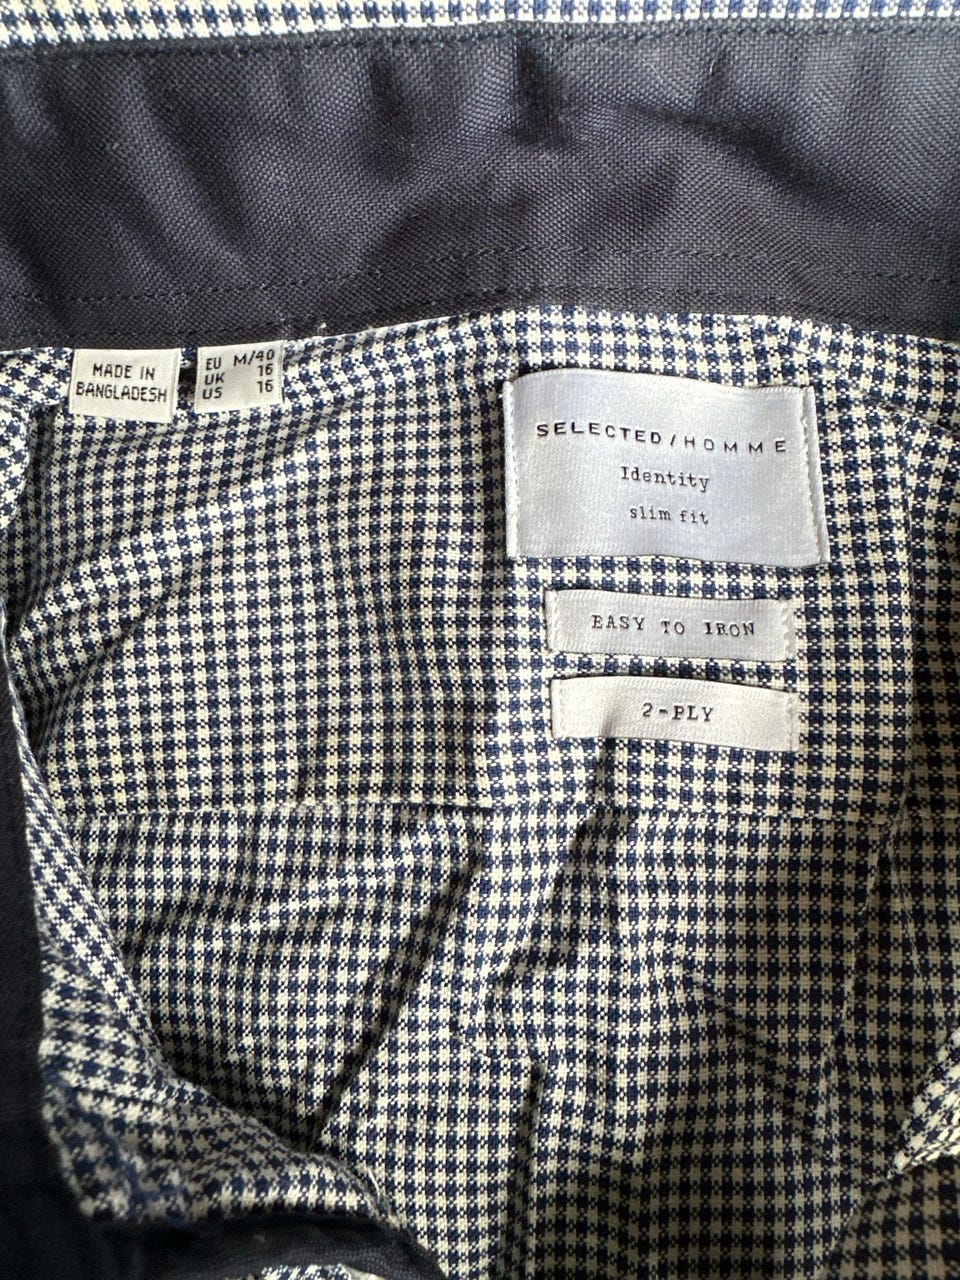 MADE IN
BANGLADESH
EU M/40
UK 16
US 16
SELECTED/HOMME
Identity
slim fit
EASY TO IRON
2-PLY